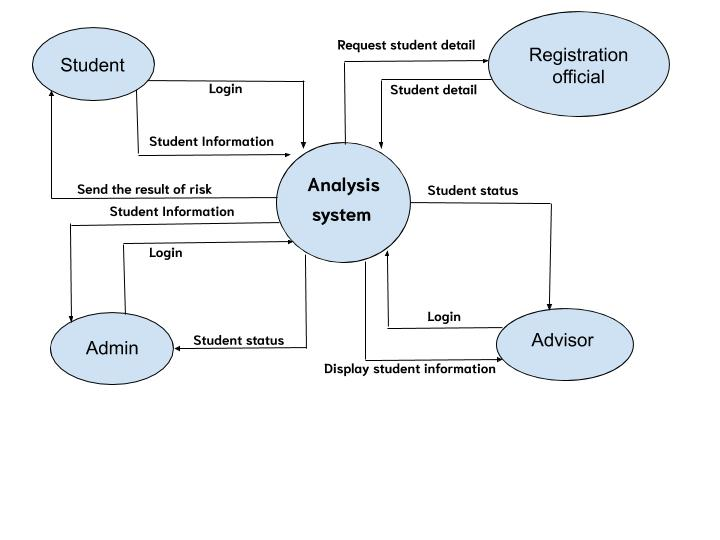 Request student detail
Registration
official
Student
Login
Student detail
Student Information
Analysis
system
Send the result of risk
Student status
Student Information
Login
Login
Student status
Advisor
Admin
Display student information